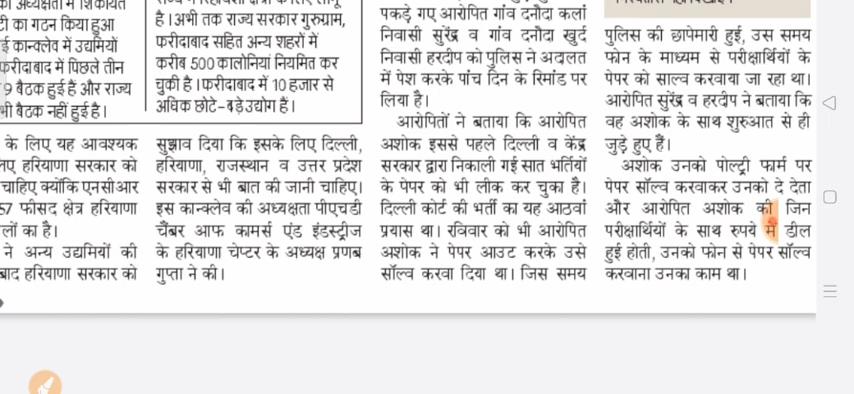 टी का गठन किया हुआ
ई कान्क्लेव में उद्यमियों
फरीदाबाद में पिछले तीन
9 बैठक हुई हैं और राज्य
भी बैठक नहीं हुई है।
के लिए यह आवश्यक
लिए हरियाणा सरकार को
चाहिए क्योंकि एनसीआर
57 फीसद क्षेत्र हरियाणा
लों का है।
ने अन्य उद्यमियों की
बाद हरियाणा सरकार को
है। अभी तक राज्य सरकार गुरुग्राम,
फरीदाबाद सहित अन्य शहरों में
करीब 500 कालोनियां नियमित कर
चुकी है। फरीदाबाद में 10 हजार से
अधिक छोटे-बड़े उद्योग हैं।
सुझाव दिया कि इसके लिए दिल्ली,
हरियाणा, राजस्थान व उत्तर प्रदेश
सरकार से भी बात की जानी चाहिए।
इस कान्क्लेव की अध्यक्षता पीएचडी
चैंबर आफ कामर्स एंड इंडस्ट्रीज
के हरियाणा चेप्टर के अध्यक्ष प्रणब
गुप्ता ने की।
पकड़े गए आरोपित गांव दनौदा कलां
निवासी सुरेंद्र व गांव दनौदा खुर्द
निवासी हरदीप को पुलिस ने अदालत
में पेश करके पांच दिन के रिमांड पर
लिया है।
आरोपितों ने बताया कि आरोपित
अशोक इससे पहले दिल्ली व केंद्र
सरकार द्वारा निकाली गई सात भर्तियों
के पेपर को भी लीक कर चुका है।
दिल्ली कोर्ट की भर्ती का यह आठवां
प्रयास था। रविवार को भी आरोपित
अशोक ने पेपर आउट करके उसे
सॉल्व करवा दिया था। जिस समय
पुलिस की छापेमारी हुई, उस समय
फोन के माध्यम से परीक्षार्थियों के
पेपर को साल्व करवाया जा रहा था।
आरोपित सुरेंद्र व हरदीप ने बताया कि
वह अशोक के साथ शुरुआत से ही
जुड़े हुए हैं।
अशोक उनको पोल्ट्री फार्म पर
पेपर सॉल्व करवाकर उनको दे देता
और आरोपित अशोक की जिन
परीक्षार्थियों के साथ रुपये में डील
हुई होती, उनको फोन से पेपर सॉल्व
करवाना उनका काम था।